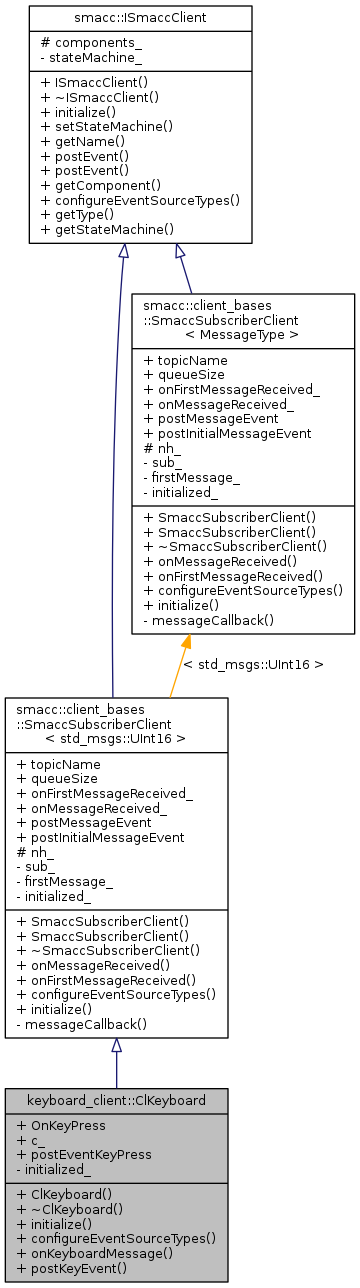 smacc::ISmaccClient
# components_
- stateMachine_
+ ISmaccClient()
+ ~ISmaccClient()
+ initialize()
+ setStateMachine()
+ getName()
+ postEvent()
+ postEvent()
+ getComponent()
+ configureEventSourceTypes()
+ getType()
+ getStateMachine()
smacc::client_bases
::SmaccSubscriberClient
< MessageType >
+ topicName
+ queueSize
+ onFirstMessageReceived_
+ onMessageReceived_
+ postMessageEvent
+ postInitialMessageEvent
# nh_
- sub_
- firstMessage_
- initialized_
+ SmaccSubscriberClient()
+ SmaccSubscriberClient()
+ ~SmaccSubscriberClient()
+ onMessageReceived()
+ onFirstMessageReceived()
+ configureEventSourceTypes()
+ initialize()
- messageCallback()
< std_msgs::UInt16 >
smacc::client_bases
::SmaccSubscriberClient
< std_msgs::UInt16 >
+ topicName
+ queueSize
+ onFirstMessageReceived_
+ onMessageReceived_
+ postMessageEvent
+ postInitialMessageEvent
# nh_
- sub_
- firstMessage_
- initialized_
+ SmaccSubscriberClient()
+ SmaccSubscriberClient()
+ ~SmaccSubscriberClient()
+ onMessageReceived()
+ onFirstMessageReceived()
+ configureEventSourceTypes()
+ initialize()
- messageCallback()
keyboard_client::ClKeyboard
+ OnKeyPress
+ c_
+ postEventKeyPress
- initialized_
+ ClKeyboard()
+ ~ClKeyboard()
+ initialize()
+ configureEventSourceTypes()
+ onKeyboardMessage()
+ postKeyEvent()